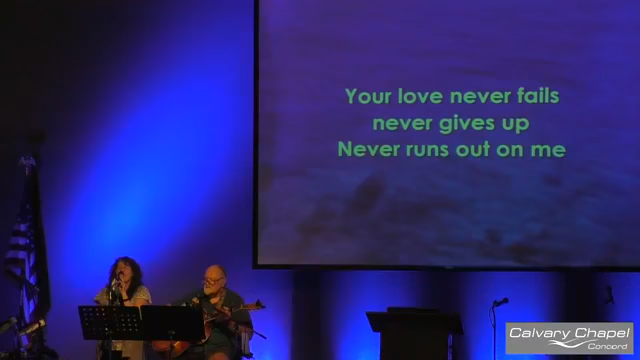 Your love never fails
never gives up
Never runs out on me
Calvary Chapel
Concord